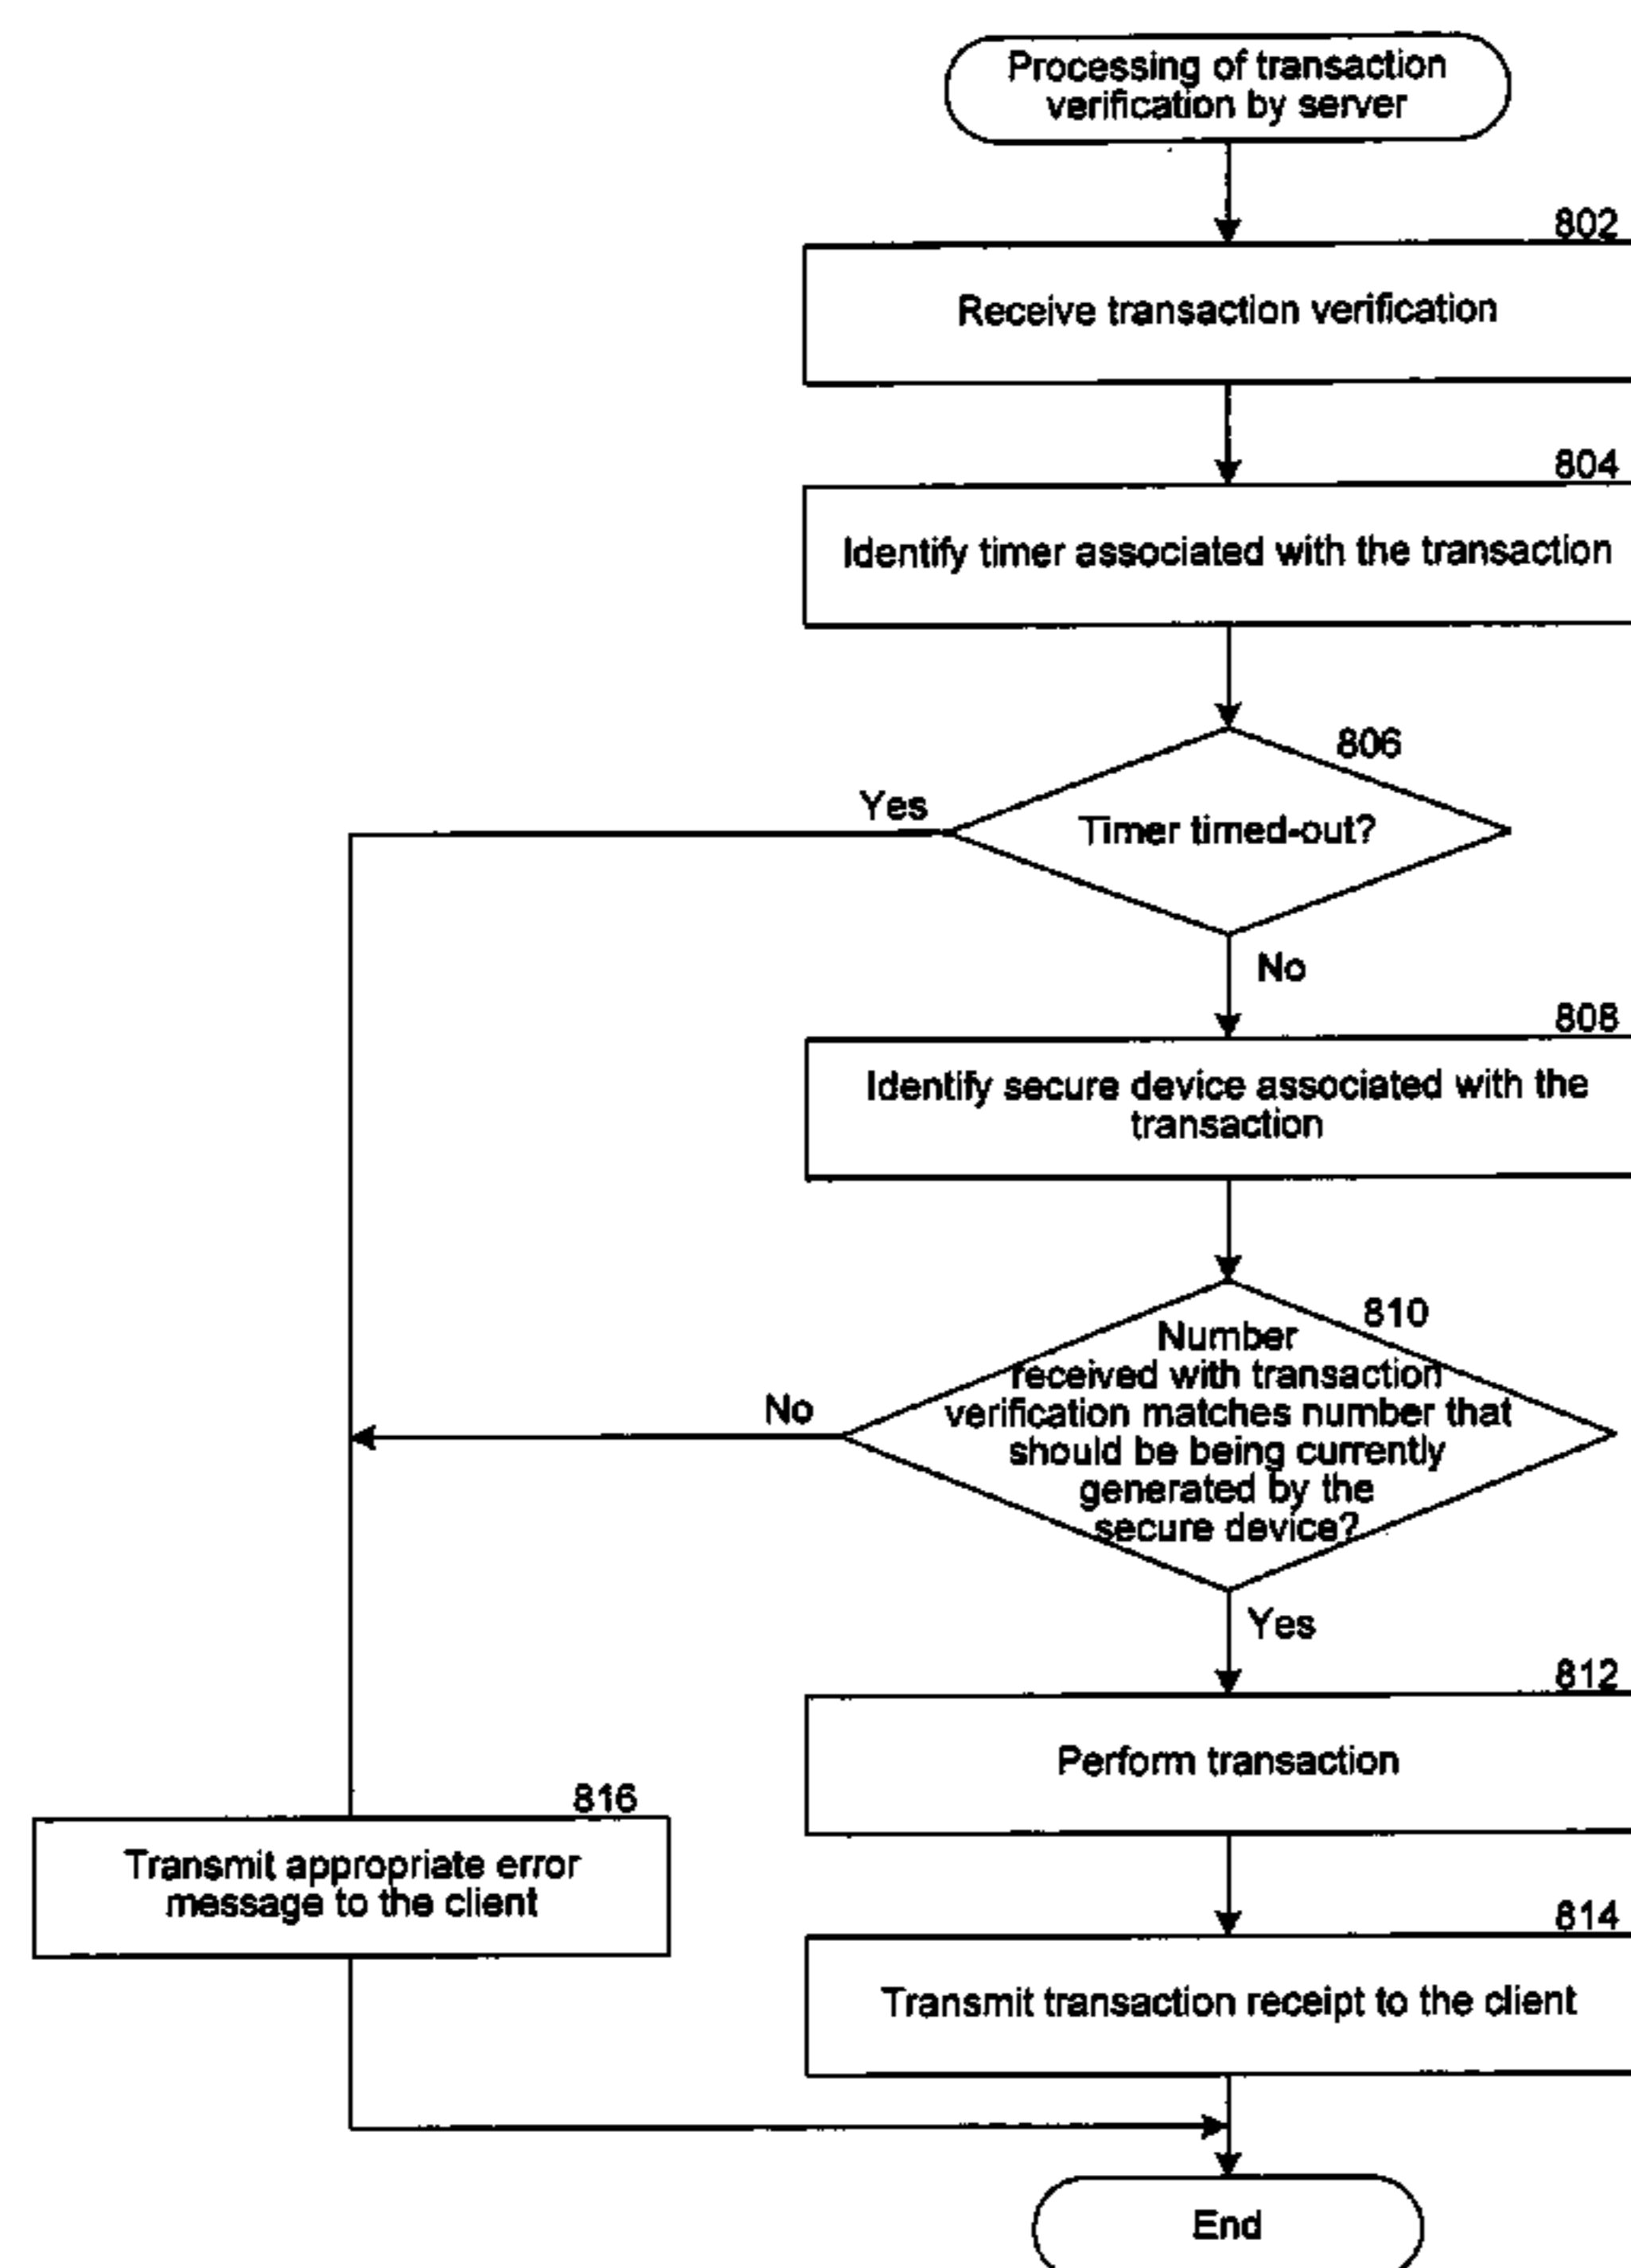 Processing of transaction
verification by server
802
Receive transaction verification
804
Identify timer associated with the transaction
806
Yes
Timer timed-out?
No
808
Identify secure device associated with the
transaction
810
Number
received with transaction
verification matches number that
should be being currently
generated by the
secure device?
No
Yes
812
Perform transaction
816
Transmit appropriate error
message to the client
814
Transmit transaction receipt to the client
End